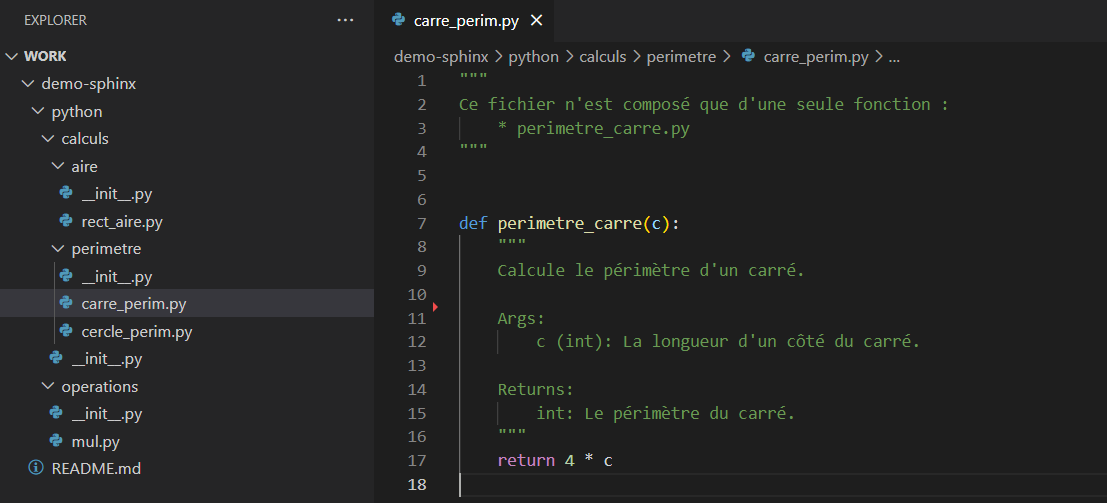 EXPLORER
...
WORK
demo-sphinx
python
calculs
aire
__init__.py
rect_aire.py
perimetre
__init__.py
carre_perim.py
cercle_perim.py
__init__.py
operations
__init__.py
mul.py
README.md
carre_perim.py
demo-sphinx > python > calculs > perimetre > carre_perim.py > ...
1 """
2 Ce fichier n'est composé que d'une seule fonction :
3     * perimetre_carre.py
4 """
5
6
7 def perimetre_carre(c):
8     """
9     Calcule le périmètre d'un carré.
10
11     Args:
12         c (int): La longueur d'un côté du carré.
13
14     Returns:
15         int: Le périmètre du carré.
16     """
17     return 4 * c
18